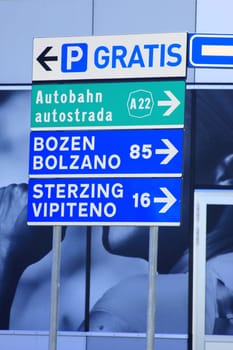 P GRATIS
Autobahn
autostrada A22
BOZEN
BOLZANO 85
STERZING
VIPITENO 16